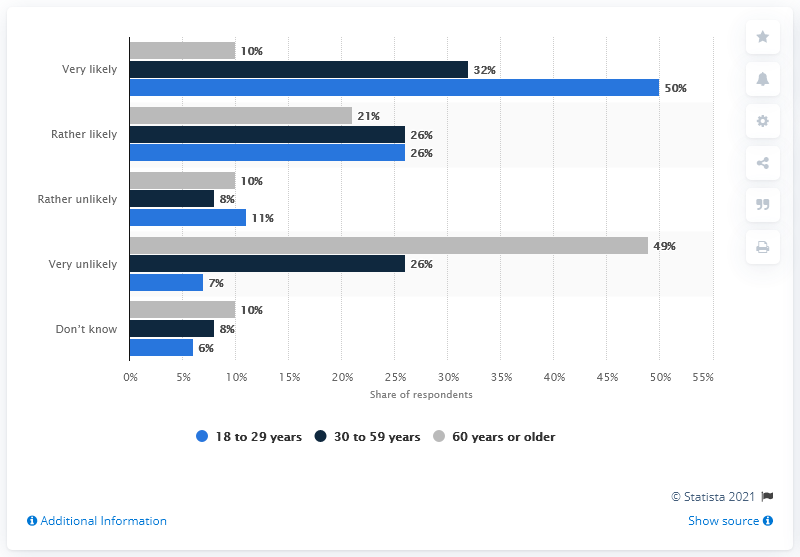 10%
Very likely
32%
50%
21%
Rather likely
26%
26%
10%
Rather unlikely
8%
11%
49%
Very unlikely
26%
7%
10%
Don't know
8%
6%
0% 5% 10% 15% 20% 25% 30% 35% 40% 45% 50% 55%
Share of respondents
18 to 29 years 30 to 59 years 60 years or older
© Statista 2021
Additional Information Show source